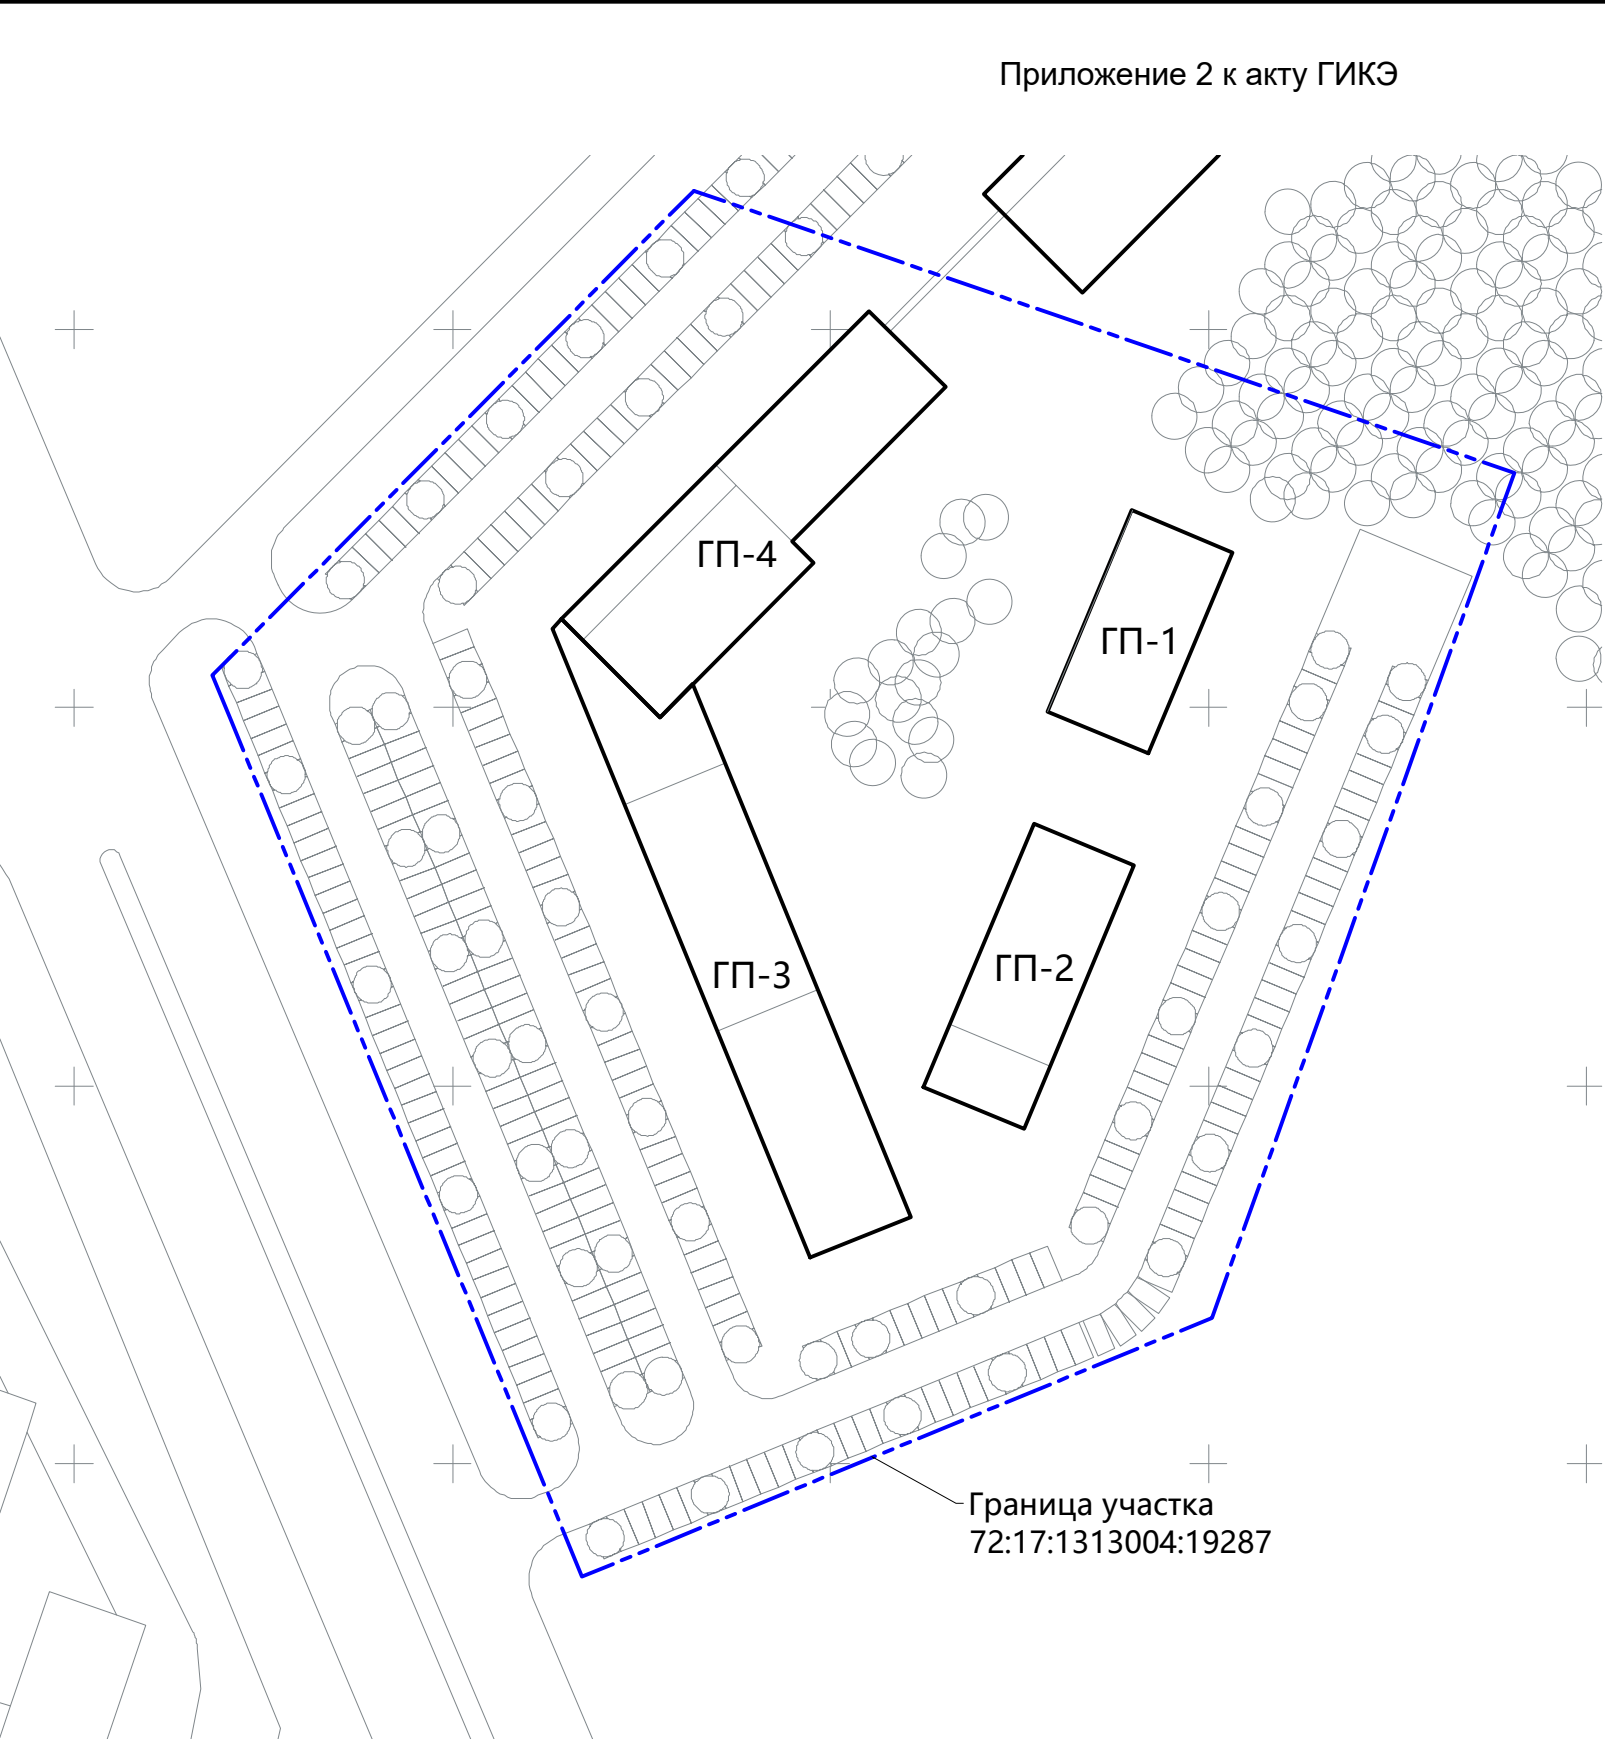 Приложение 2 к акту ГИКЭ
ГП-4
ГП-1
ГП-2
ГП-3
Граница участка
72:17:1313004:19287